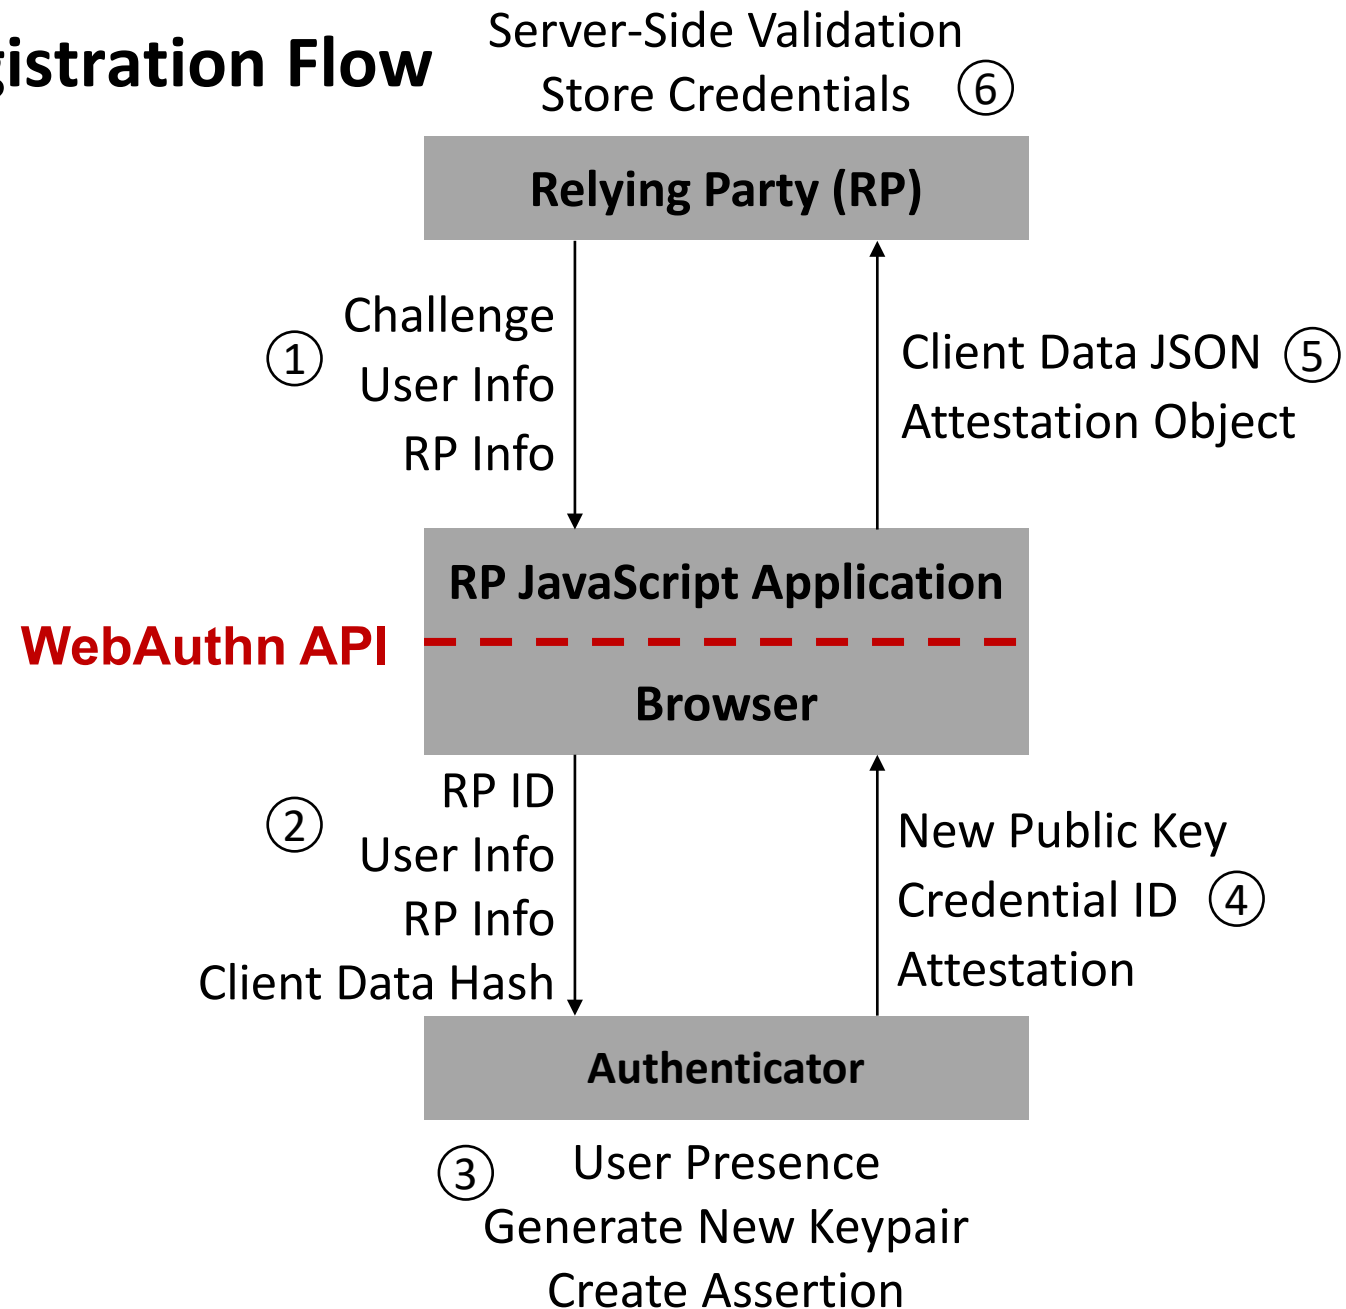 gistration Flow
Server-Side Validation
Store Credentials ⑥
Relying Party (RP)
①
Challenge
User Info
RP Info
Client Data JSON ⑤
Attestation Object
RP JavaScript Application
WebAuthn API
Browser
②
RP ID
User Info
RP Info
Client Data Hash
New Public Key
Credential ID ④
Attestation
Authenticator
③ User Presence
Generate New Keypair
Create Assertion